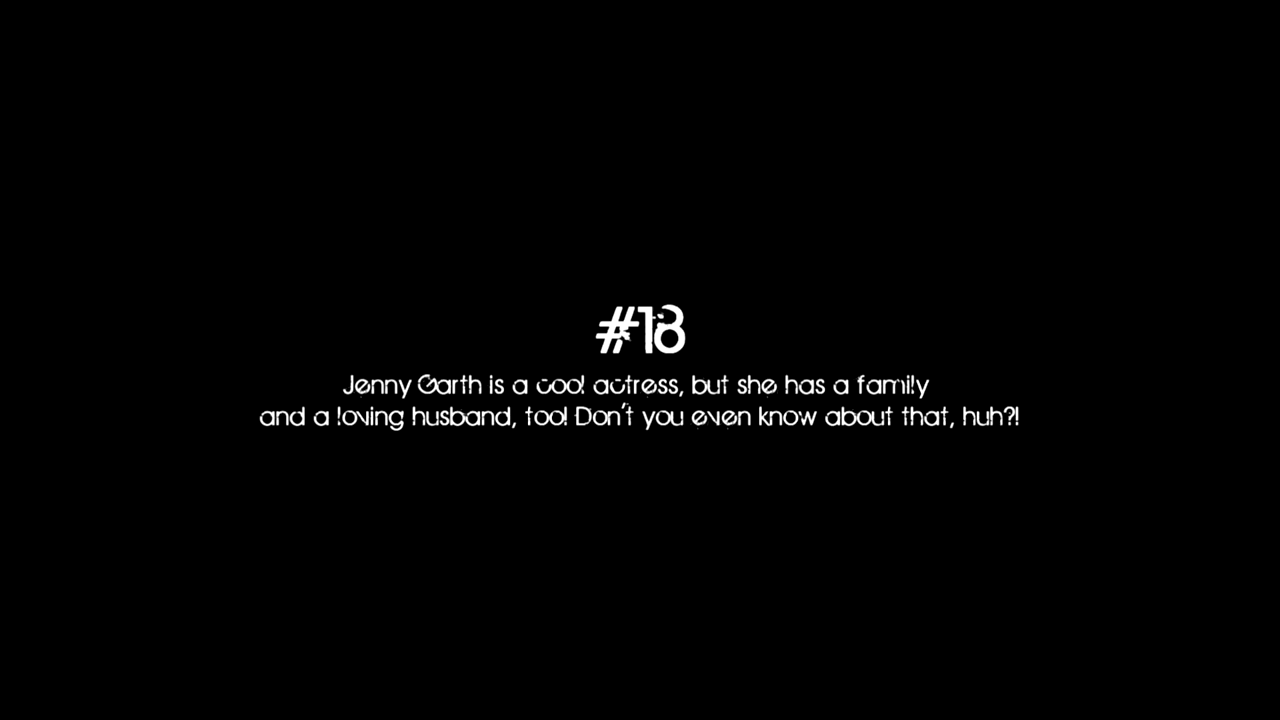 #18
Jenny Garth is a cool actress, but she has a family
and a loving husband, too! Don't you even know about that, huh?!